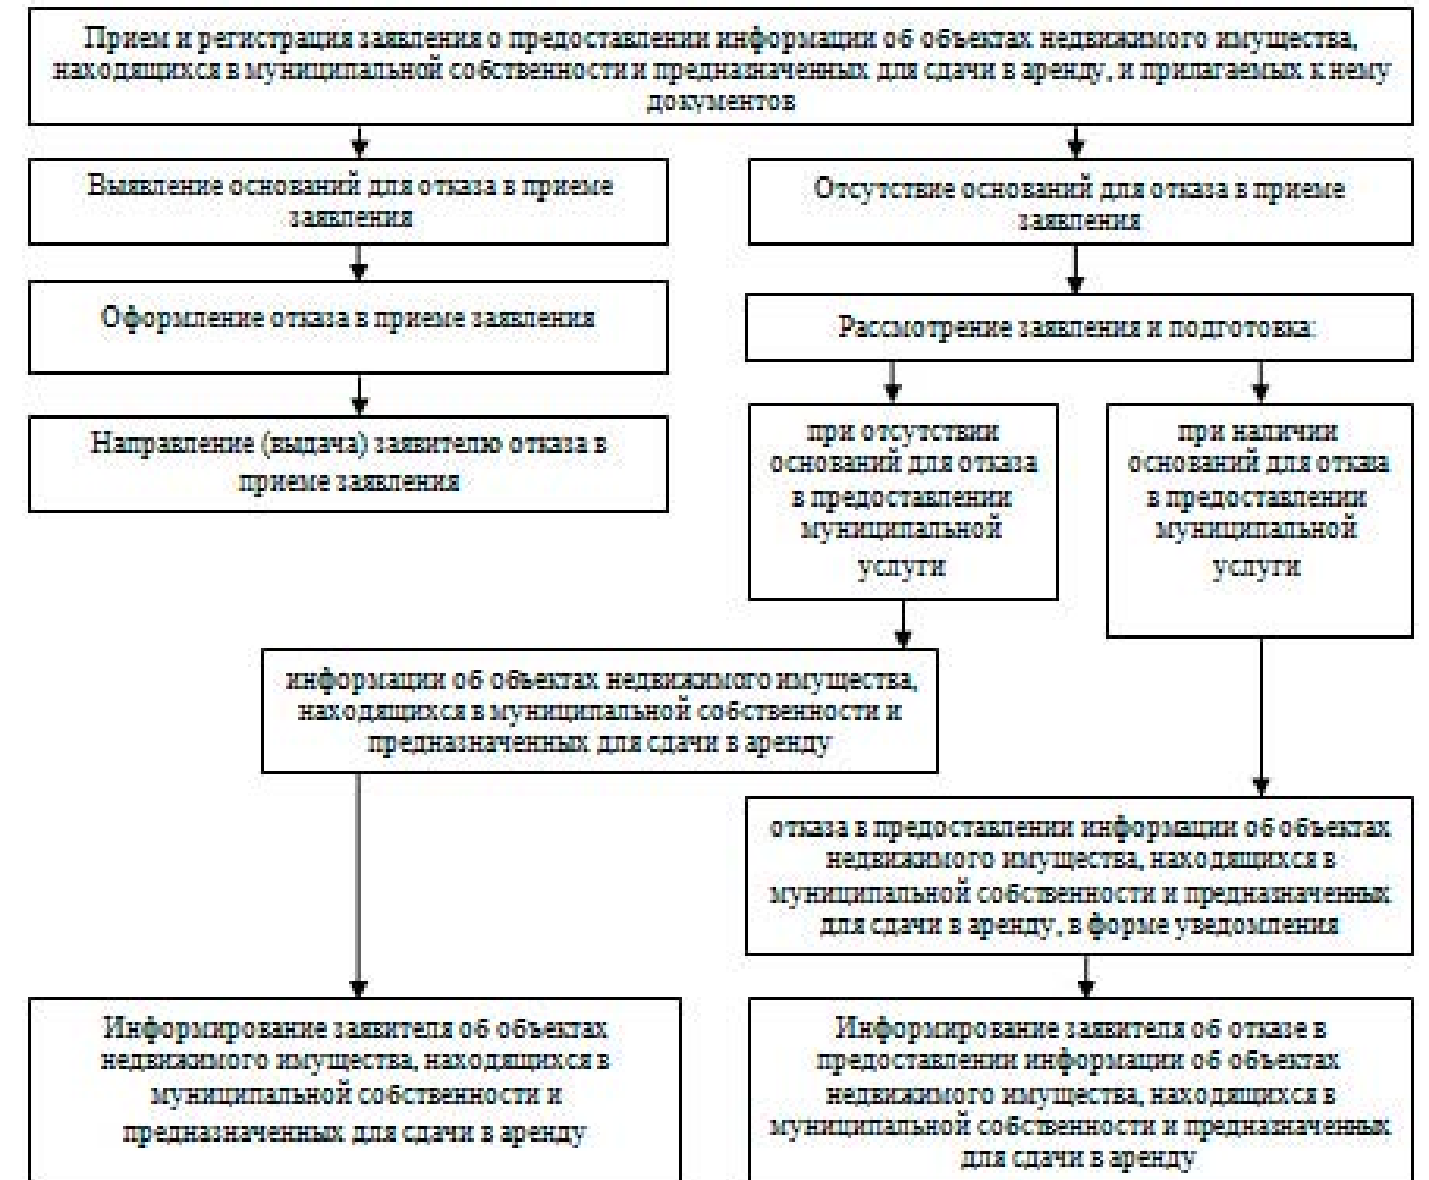 Прием и регистрация заявления о предоставлении информации об объектах недвижимого имущества,
находящихся в муниципальной собственности и предназначенных для сдачи в аренду, и прилагаемых к нему
документов
Выявление оснований для отказа в приеме
заявления
Отсутствие оснований для отказа в приеме
заявления
Оформление отказа в приеме заявления
Рассмотрение заявления и подготовка:
Направление (выдача) заявителю отказа в
приеме заявления
при отсутствии
оснований для отказа
в предоставлении
муниципальной
услуги
при наличии
оснований для отказа
в предоставлении
муниципальной
услуги
информации об объектах недвижимого имущества,
находящихся в муниципальной собственности и
предназначенных для сдачи в аренду
отказа в предоставлении информации об объектах
недвижимого имущества, находящихся в
муниципальной собственности и предназначенных
для сдачи в аренду, в форме уведомления
Информирование заявителя об объектах
недвижимого имущества, находящихся в
муниципальной собственности и
предназначенных для сдачи в аренду
Информирование заявителя об отказе в
предоставлении информации об объектах
недвижимого имущества, находящихся в
муниципальной собственности и предназначенных
для сдачи в аренду